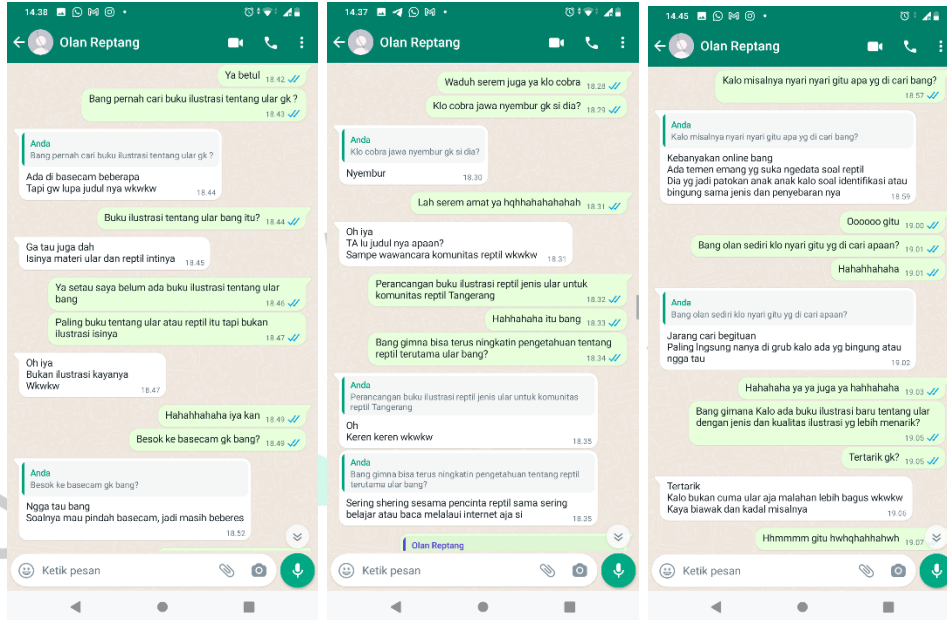 14.38
Olan Reptang
Ya betul 18.42
Bang pernah cari buku ilustrasi tentang ular gk ?
18.43
Anda
Bang pernah cari buku ilustrasi tentang ular gk ?
Ada di basecam beberapa
Tapi gw lupa judul nya wkwkw 18.44
Buku ilustrasi tentang ular bang itu? 18.44
Ga tau juga dah
Isinya materi ular dan reptil intinya 18.45
Ya setau saya belum ada buku ilustrasi tentang ular
bang 18.46
Paling buku tentang ular atau reptil itu tapi bukan
ilustrasi isinya 18.47
Oh iya
Bukan ilustrasi kayanya
Wkwkw 18.47
Hahahhahaha iya kan 18.49
Besok ke basecam gk bang? 18.49
Anda
Besok ke basecam gk bang?
Ngga tau bang
Soalnya mau pindah basecam, jadi masih beberes
18.52
Ketik pesan
14.37
Olan Reptang
Waduh serem juga ya klo cobra 18.28
Klo cobra jawa nyembur gk si dia? 18.29
Anda
Klo cobra jawa nyembur gk si dia?
Nyembur 18.30
Lah serem amat ya hqhhahahahahah 18.31
Oh iya
TA lu judul nya apaan?
Sampe wawancara komunitas reptil wkwkw 18.31
Perancangan buku ilustrasi reptil jenis ular untuk
komunitas reptil Tangerang 18.32
Hahhahaha itu bang 18.33
Bang gimna bisa terus ningkatin pengetahuan tentang
reptil terutama ular bang? 18.34
Anda
Perancangan buku ilustrasi reptil jenis ular untuk komunitas
reptil Tangerang
Oh
Keren keren wkwkw 18.35
Anda
Bang gimna bisa terus ningkatin pengetahuan tentang reptil
terutama ular bang?
Sering shering sesama pencinta reptil sama sering
belajar atau baca melalaui internet aja si
18.35
Olan Reptang
Ketik pesan
14.45
Olan Reptang
Kalo misalnya nyari nyari gitu apa yg di cari bang?
18.57
Anda
Kalo misalnya nyari nyari gitu apa yg di cari bang?
Kebanyakan online bang
Ada temen emang yg suka ngedata soal reptil
Dia yg jadi patokan anak anak kalo soal identifikasi atau
bingung sama jenis dan penyebaran nya 18.59
Oooooo gitu 19.00
Bang olan sediri klo nyari gitu yg di cari apaan? 19.01
Hahahhahaha 19.01
Anda
Bang olan sediri klo nyari gitu yg di cari apaan?
Jarang cari begituan
Paling lngsung nanya di grub kalo ada yg bingung atau
ngga tau 19.02
Hahahaha ya ya juga ya hahhahaha 19.03
Bang gimana Kalo ada buku ilustrasi baru tentang ular
dengan jenis dan kualitas ilustrasi yg lebih menarik?
19.05
Tertarik gk? 19.05
Tertarik
Kalo bukan cuma ular aja malahan lebih bagus wkwkw
Kaya biawak dan kadal misalnya 19.06
Hhmmmm gitu hwhqhahhahwh 19.07
Ketik pesan